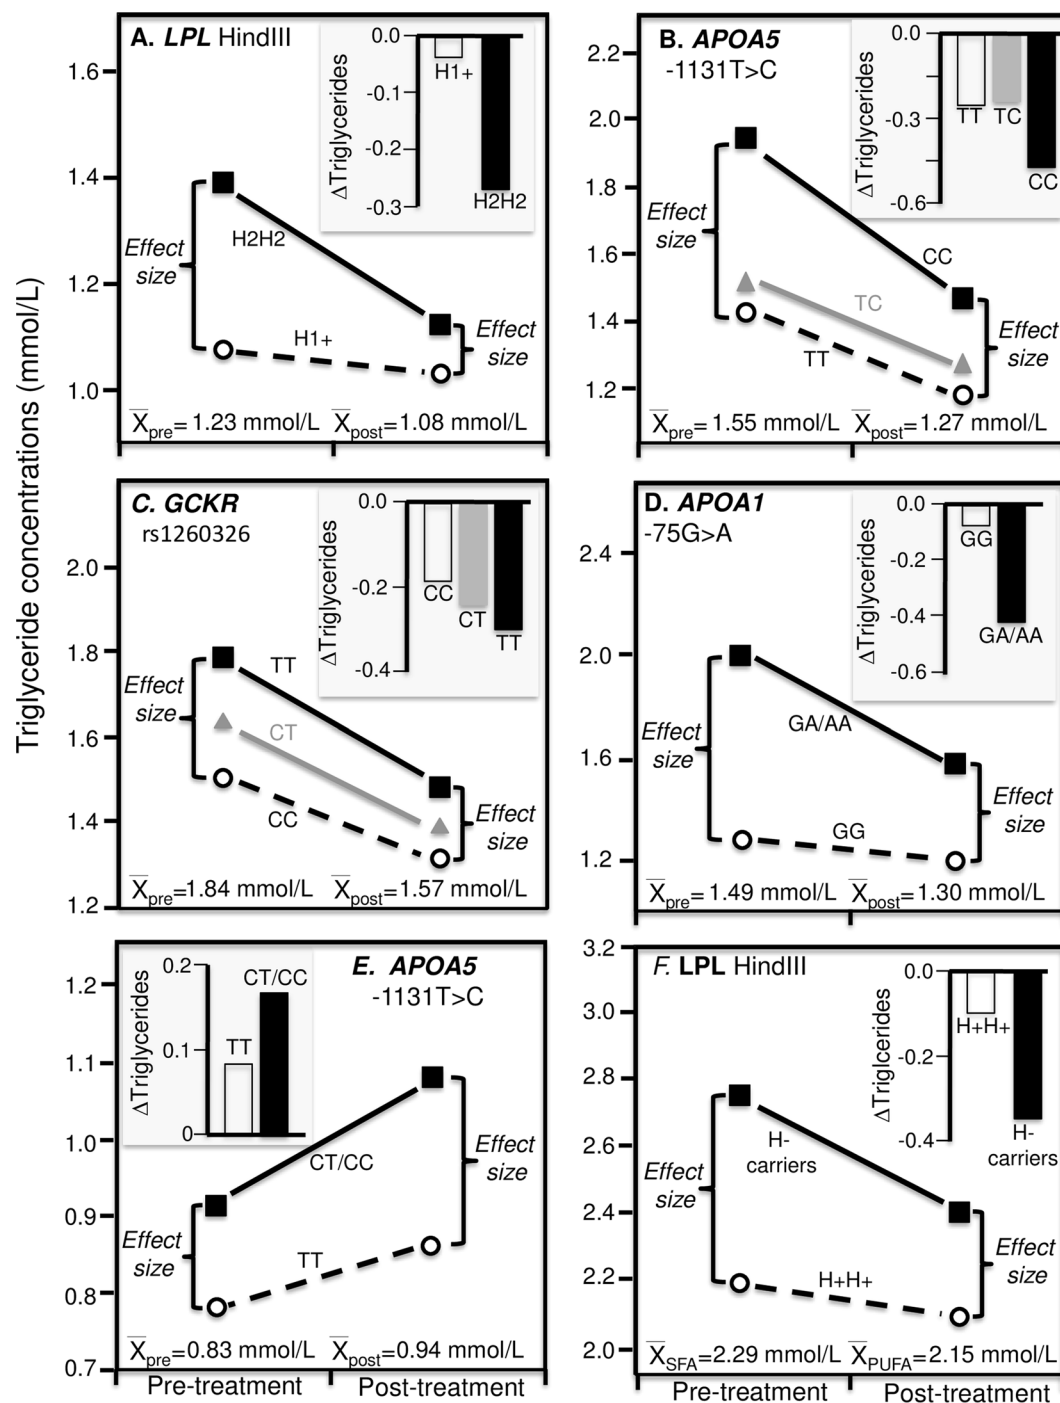 Triglyceride concentrations (mmol/L)
A. LPL HindIII
1.6
1.4
1.2
1.0
ΔTriglycerides
0.0
-0.1
-0.2
-0.3
H1+
H2H2
Effect
size
H2H2
H1+
Effect
size
X̅pre= 1.23 mmol/L
X̅post=1.08 mmol/L
B. APOA5
-1131T>C
2.2
2.0
1.8
1.6
1.4
1.2
ΔTriglycerides
0.0
-0.3
-0.6
TT
TC
CC
Effect
size
CC
TC
TT
Effect
size
X̅pre= 1.55 mmol/L
X̅post=1.27 mmol/L
C. GCKR
rs1260326
2.0
1.8
1.6
1.4
1.2
ΔTriglycerides
0.0
-0.2
-0.4
CC
CT
TT
Effect
size
TT
CT
CC
Effect
size
X̅pre=1.84 mmol/L
X̅post=1.57 mmol/L
D. APOA1
-75G>A
2.4
2.0
1.6
1.2
ΔTriglycerides
0.0
-0.2
-0.4
-0.6
GG
GA/AA
Effect
size
GA/AA
GG
Effect
size
X̅pre= 1.49 mmol/L
X̅post=1.30 mmol/L
E. APOA5
-1131T>C
1.2
1.1
1.0
0.9
0.8
0.7
ΔTriglycerides
0.2
0.1
0
TT
CT/CC
Effect
size
CT/CC
TT
Effect
size
X̅pre=0.83 mmol/L
X̅post=0.94 mmol/L
Pre-treatment
Post-treatment
F. LPL HindIII
3.2
3.0
2.8
2.6
2.4
2.2
2.0
ΔTriglcerides
0.0
-0.2
-0.4
H+H+
H-
carriers
Effect
size
H-
carriers
H+H+
Effect
size
X̅SFA=2.29 mmol/L
X̅PUFA=2.15 mmol/L
Pre-treatment
Post-treatment